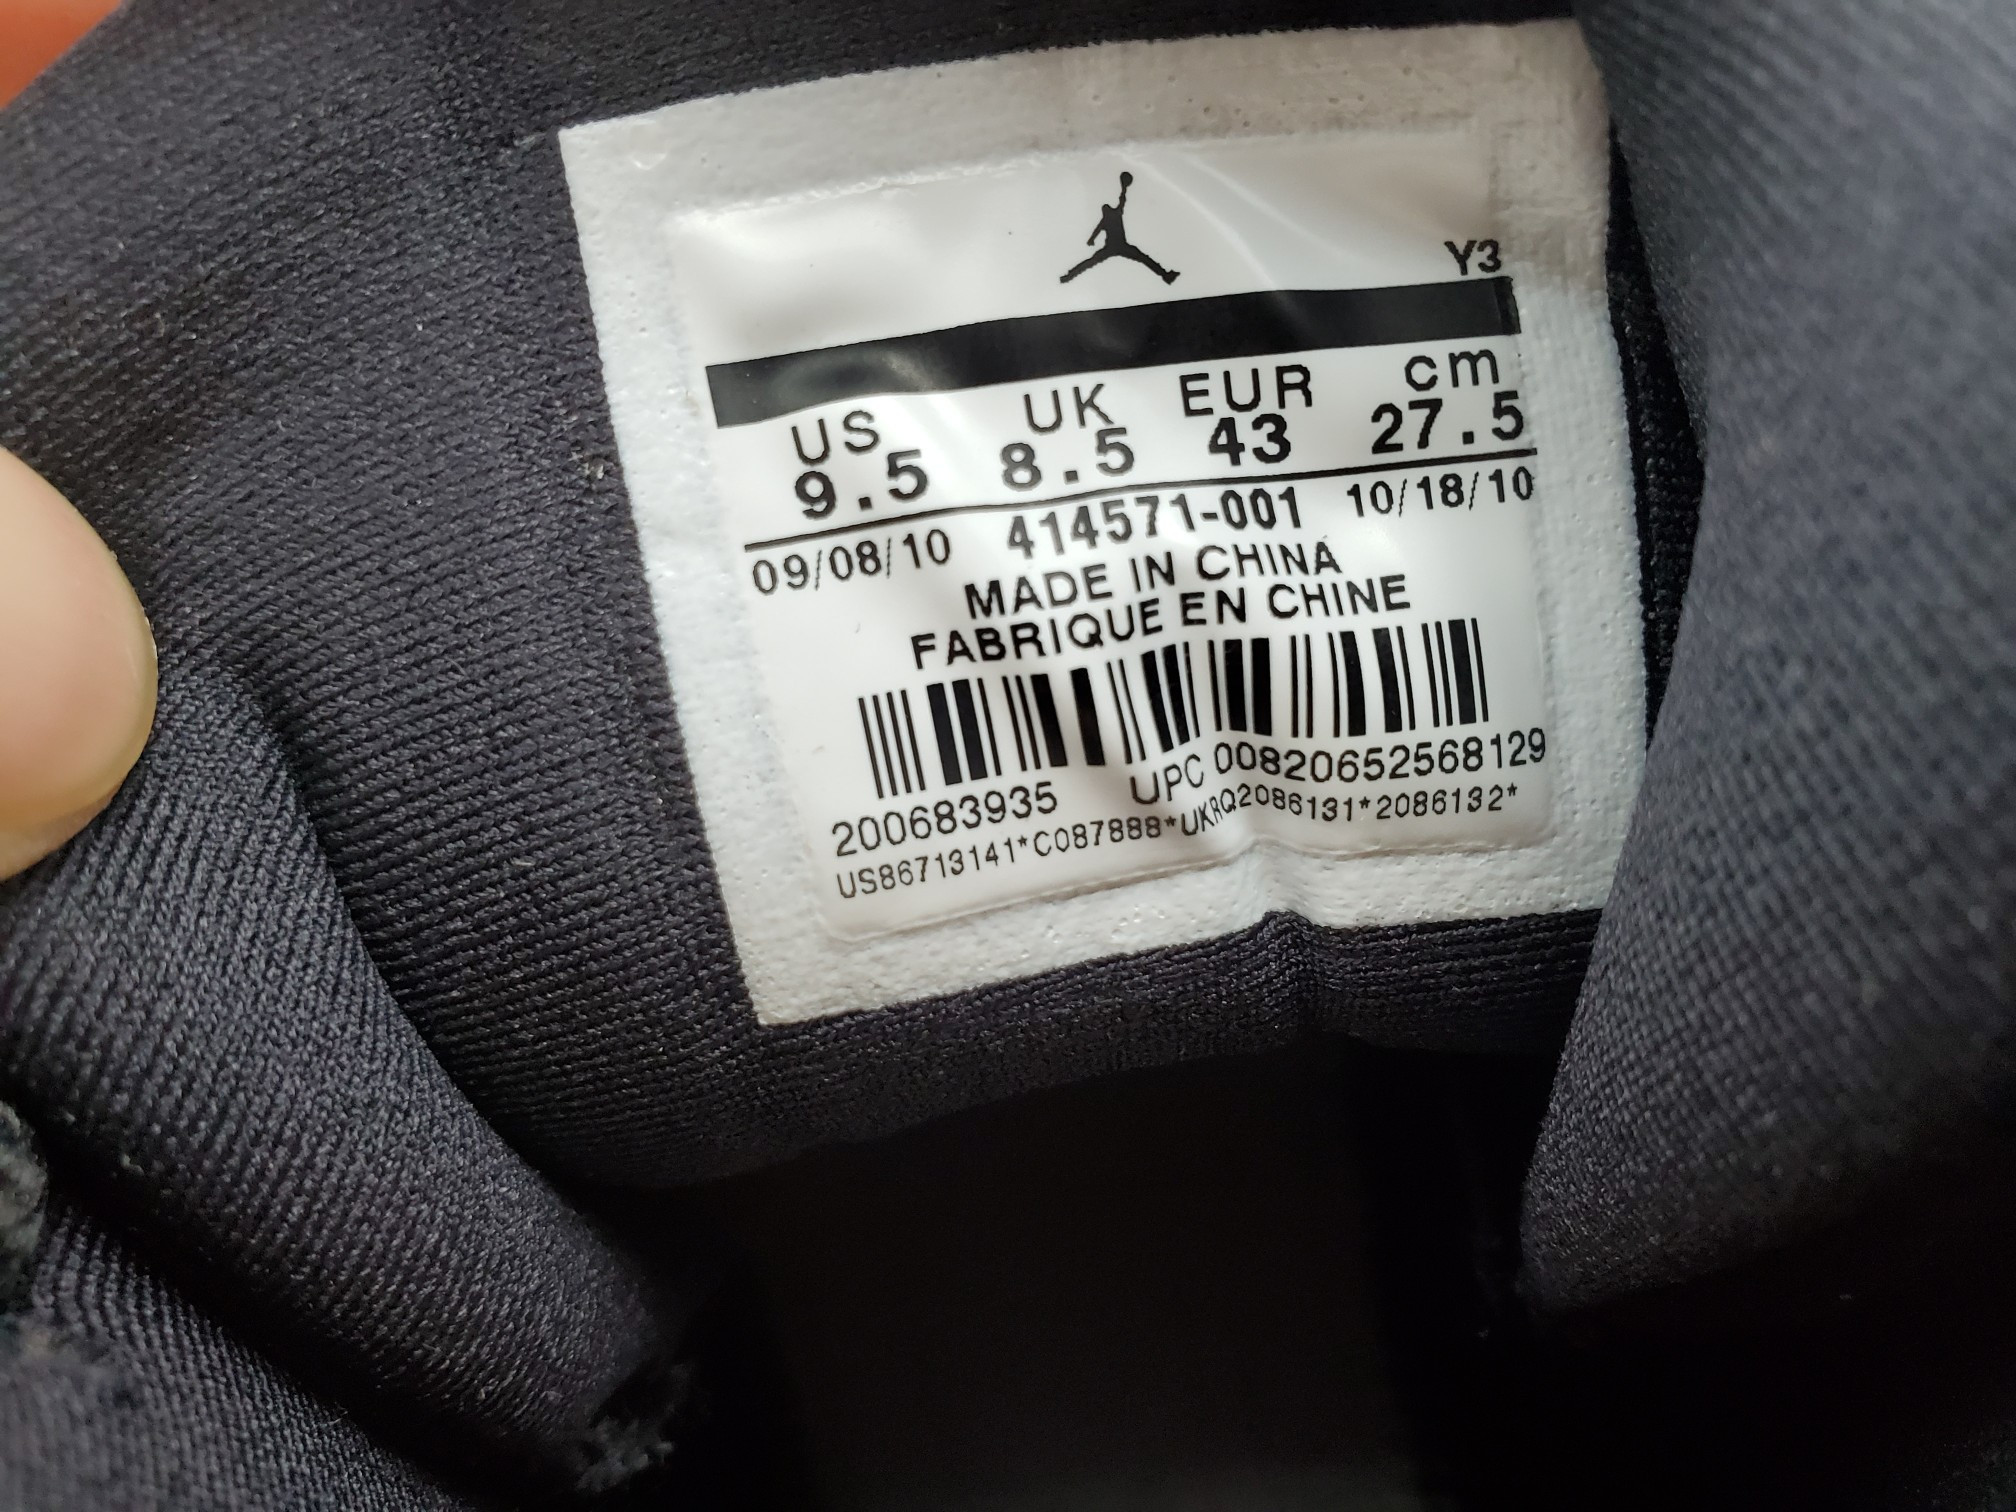 Y3
US UK EUR cm
9.5 8.5 43 27.5
09/08/10 414571-001 10/18/10
MADE IN CHINA
FABRIQUE EN CHINE
200683935 UPC 00820652568129
US86713141*C087888*UKRQ2086131*2086132*